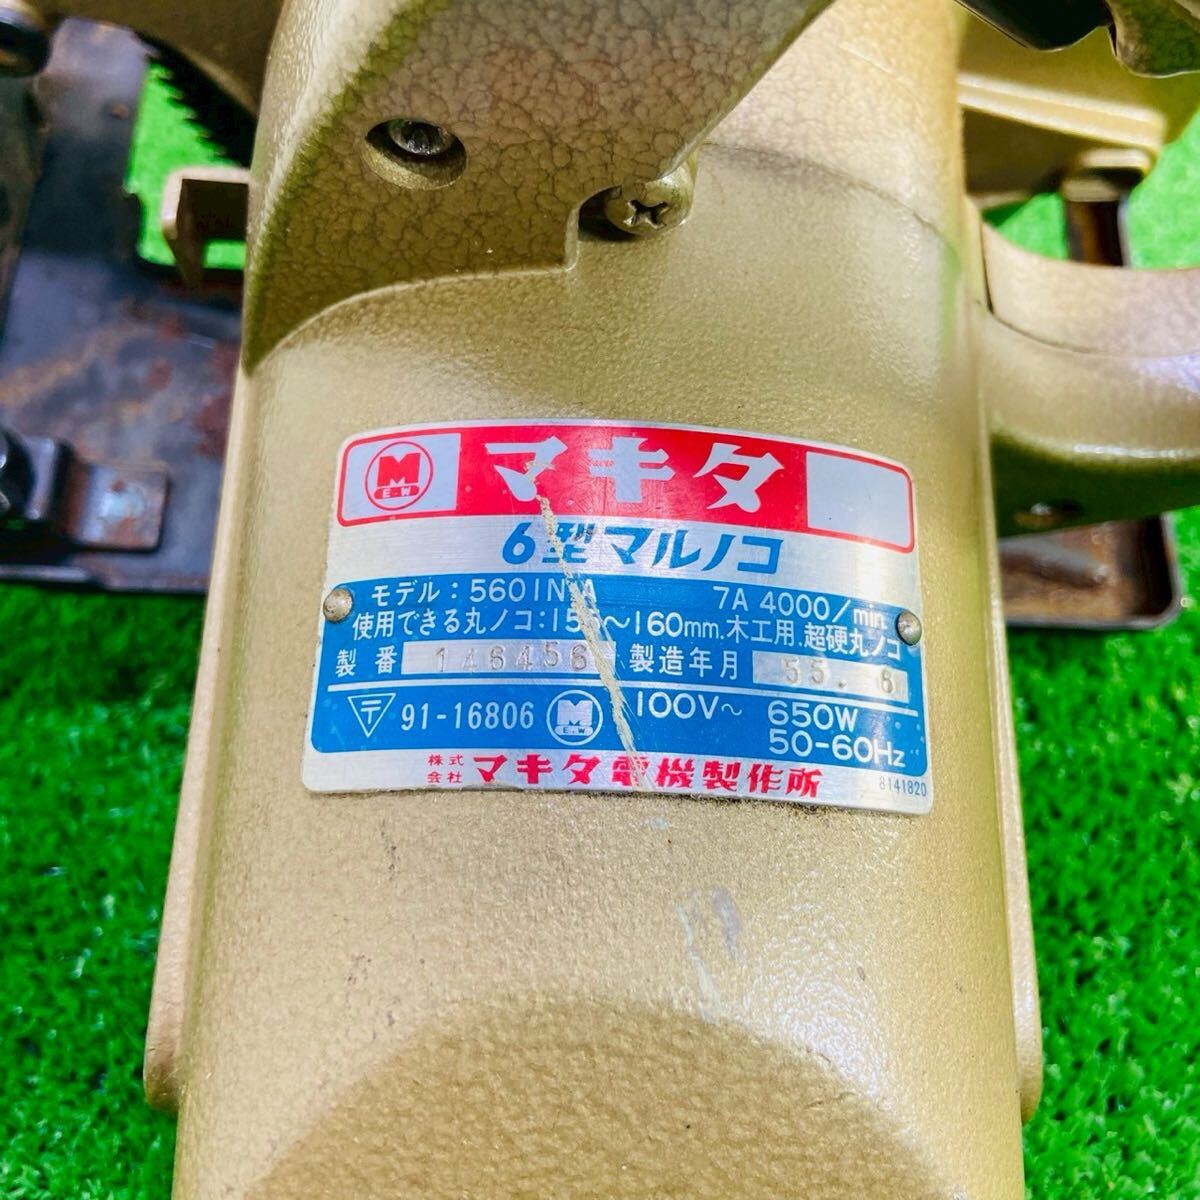 M E.W マキタ
6型マルノコ
モデル:5601N 7A 4000/min.
使用できる丸ノコ:155~160mm.木工用.超硬丸ノコ
製番 146456 製造年月 55.6
〒 91-16806 M E.W 100V~ 650W
50-60Hz
株式会社 マキタ電機製作所
8141820